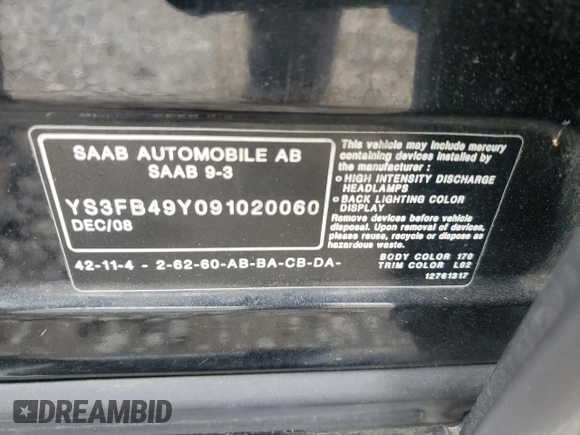 SAAB AUTOMOBILE AB
SAAB 9-3
YS3FB49Y091020060
DEC/08
42-11-4 - 2-62-60-AB-BA-CB-DA-
This vehicle may include mercury
containing devices installed by
the manufacturer :
o HIGH INTENSITY DISCHARGE
HEADLAMPS
o BACK LIGHTING COLOR
DISPLAY
Remove devices before vehicle
disposal. Upon removal of devices,
please reuse, recycle or dispose as
hazardous waste.
BODY COLOR 170
TRIM COLOR L02
12761317
DREAMBID